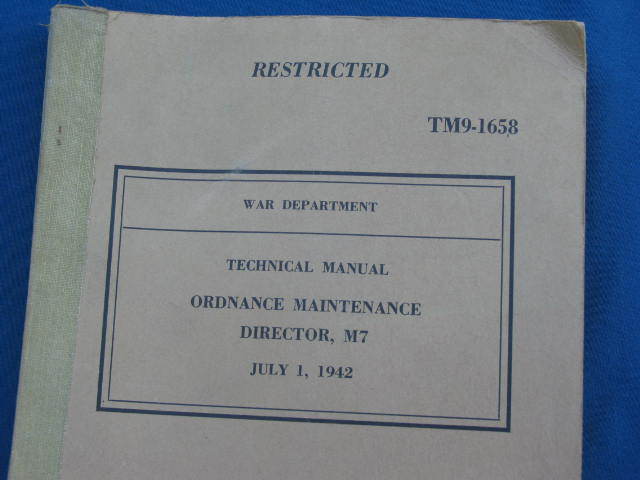 RESTRICTED
TM9-1658
WAR DEPARTMENT
TECHNICAL MANUAL
ORDNANCE MAINTENANCE
DIRECTOR, M7
JULY 1, 1942